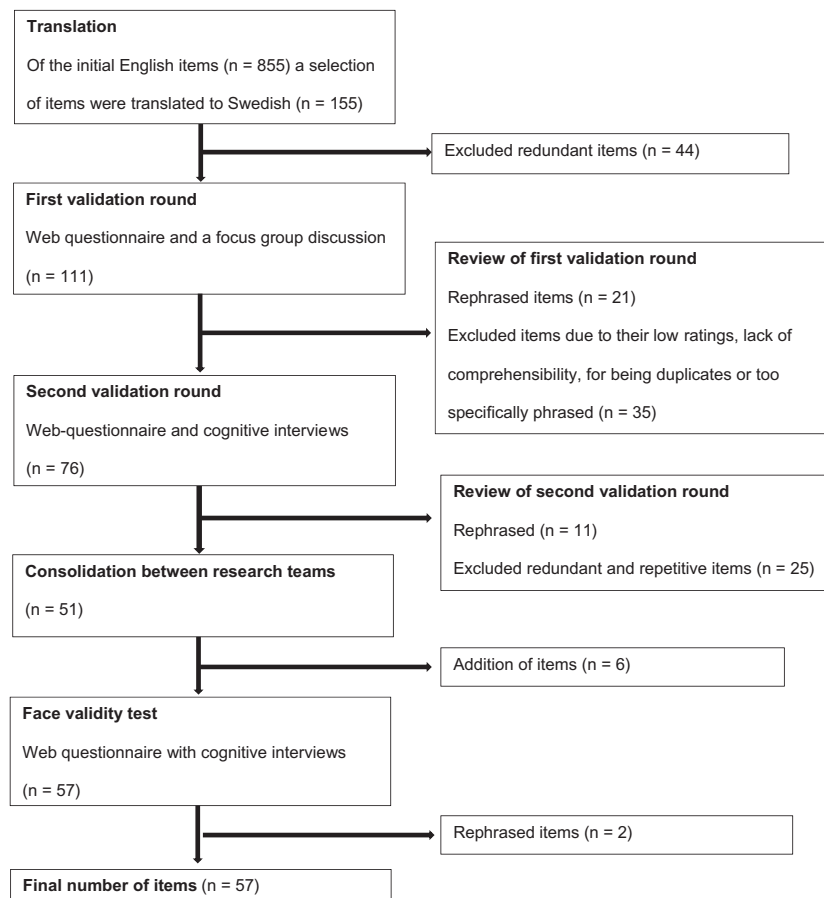 Translation
Of the initial English items (n = 855) a selection
of items were translated to Swedish (n = 155)
Excluded redundant items (n = 44)
First validation round
Web questionnaire and a focus group discussion
(n = 111)
Review of first validation round
Rephrased items (n = 21)
Excluded items due to their low ratings, lack of
comprehensibility, for being duplicates or too
specifically phrased (n = 35)
Second validation round
Web-questionnaire and cognitive interviews
(n = 76)
Review of second validation round
Rephrased (n = 11)
Excluded redundant and repetitive items (n = 25)
Consolidation between research teams
(n = 51)
Addition of items (n = 6)
Face validity test
Web questionnaire with cognitive interviews
(n = 57)
Rephrased items (n = 2)
Final number of items (n = 57)